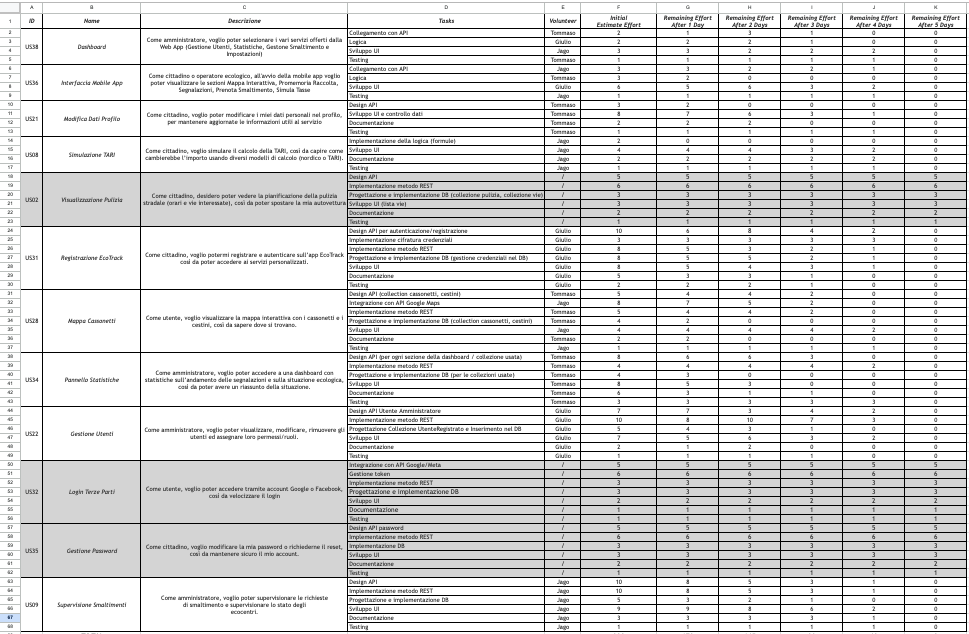 A B C D E F G H I J K
1 ID Name Descrizione Tasks Volunteer Initial Estimate Effort Remaining Effort After 1 Day Remaining Effort After 2 Days Remaining Effort After 3 Days Remaining Effort After 4 Days Remaining Effort After 5 Days
US38 Dashboard
Come amministratore, voglio poter selezionare i vari servizi offerti dalla
Web App (Gestione Utenti, Statistiche, Gestone Smaltimento e
Impostazioni)
2 Collegamento con API Tommaso 2 1 3 1 0 0
3 Logica Giulio 2 2 2 1 0 0
4 Sviluppo UI Jago 2 3 2 2 2 0
5 Testing Tommaso 1 1 1 1 1 0
US36 Interfaccia Mobile App
Come cittadino o operatore ecologico, all'avvio della mobile app voglio
poter visualizzare le sezioni Mappa Interattiva, Promemoria Raccolta,
Segnalazioni, Prenota Smaltimento, Simula Tasse
6 Collegamento con API Jago 3 3 2 2 1 0
7 Logica Tommaso 3 2 0 0 0 0
8 Sviluppo UI Giulio 6 5 6 3 2 0
9 Testing Jago 1 1 1 1 1 0
US21 Modifica Dati Profilo
Come cittadino, voglio poter modificare i miei dati personali nel profilo,
per mantenere aggiornate le informazioni utili al servizio
10 Design API Tommaso 3 2 0 0 0 0
11 Sviluppo UI e controllo dati Tommaso 8 7 6 3 1 0
12 Documentazione Tommaso 2 2 2 0 0 0
13 Testing Tommaso 1 1 1 1 1 0
US08 Simulazione TARI
Come cittadino, voglio simulare il calcolo della TARI, così da capire come
cambierebbe l'importo usando diversi modelli di calcolo (nordico o TARI).
14 Implementazione della logica (formule) Jago 2 0 0 0 0 0
15 Sviluppo UI Jago 4 4 4 3 2 0
16 Documentazione Jago 2 2 2 2 2 0
17 Testing Jago 1 1 1 1 1 0
US02 Visualizzazione Pulizia
Come cittadino, desidero poter vedere la pianificazione della pulizia
stradale (orari e vie interessate), così da poter spostare la mia autovettura
18 Design API / 5 5 5 5 5 5
19 Implementazione metodo REST / 6 6 6 6 6 6
20 Progettazione e implementazione DB (collezione pulizia, collezione vie) / 3 3 3 3 3 3
21 Sviluppo UI (lista vie) / 3 3 3 3 3 3
22 Documentazione / 2 2 2 2 2 2
23 Testing / 1 1 1 1 1 1
US31 Registrazione EcoTrack
Come cittadino, voglio potermi registrare e autenticare sull'app EcoTrack
così da poter accedere ai servizi personalizzati.
24 Design API per autenticazione/registrazione Giulio 10 6 8 4 2 0
25 Implementazione cifratura credenziali Giulio 3 3 3 3 3 0
26 Implementazione metodo REST Giulio 8 5 3 2 1 0
27 Progettazione e implementazione DB (gestione credenziali nel DB) Giulio 8 5 5 2 1 0
28 Sviluppo UI Giulio 8 5 4 3 1 0
29 Documentazione Giulio 5 3 3 1 0 0
30 Testing Giulio 2 2 2 1 0 0
US28 Mappa Cassonetti
Come utente, voglio visualizzare la mappa interattiva con i cassonetti e i
cestini, così da sapere dove si trovano.
31 Design API (collection cassonetti, cestini) Tommaso 5 4 4 2 0 0
32 Integrazione con API Google Maps Jago 8 7 5 2 0 0
33 Implementazione metodo REST Tommaso 5 4 4 2 0 0
34 Progettazione e implementazione DB (collection cassonetti, cestini) Tommaso 4 2 0 0 0 0
35 Sviluppo UI Jago 4 4 4 4 2 0
36 Documentazione Tommaso 2 2 0 0 0 0
37 Testing Jago 1 1 1 1 1 0
US34 Pannello Statistiche
Come amministratore, voglio poter accedere a una dashboard con
statistiche sull'andamento delle segnalazioni e sulla situazione ecologica,
così da poter avere un riassunto della situazione.
38 Design API (per ogni sezione della dashboard / collezione usata) Tommaso 8 6 6 3 0 0
39 Implementazione metodo REST Tommaso 4 4 4 4 2 0
40 Progettazione e implementazione DB (per le collezioni usate) Tommaso 4 3 0 0 0 0
41 Sviluppo UI Tommaso 8 5 3 0 0 0
42 Documentazione Tommaso 6 3 1 1 0 0
43 Testing Tommaso 3 3 3 3 3 0
US22 Gestione Utenti
Come amministratore, voglio poter visualizzare, modificare, rimuovere gli
utenti ed assegnare loro permessi/ruoli.
44 Design API Utente Amministratore Giulio 7 7 3 4 2 0
45 Implementazione metodo REST Giulio 10 8 10 7 3 0
46 Progettazione Collezione UtenteRegistrato e Inserimento nel DB Giulio 5 4 3 1 0 0
47 Sviluppo UI Giulio 7 5 6 3 2 0
48 Documentazione Giulio 2 1 2 0 0 0
49 Testing Giulio 1 1 1 1 0 0
US32 Login Terze Parti
Come utente, voglio poter accedere tramite account Google o Facebook,
così da velocizzare il login
50 Integrazione con API Google/Meta / 5 5 5 5 5 5
51 Gestione token / 6 6 6 6 6 6
52 Implementazione metodo REST / 3 3 3 3 3 3
53 Progettazione e Implementazione DB / 3 3 3 3 3 3
54 Sviluppo UI / 2 2 2 2 2 2
55 Documentazione / 1 1 1 1 1 1
56 Testing / 1 1 1 1 1 1
US35 Gestione Password
Come cittadino, voglio modificare la mia password o richiederne il reset,
così da mantenere sicuro il mio account.
57 Design API password / 5 5 5 5 5 5
58 Implementazione metodo REST / 6 6 6 6 6 6
59 Implementazione DB / 3 3 3 3 3 3
60 Sviluppo UI / 3 3 3 3 3 3
61 Documentazione / 2 2 2 2 2 2
62 Testing / 1 1 1 1 1 1
US09 Supervisione Smaltimenti
Come amministratore, voglio poter supervisionare le richieste
di smaltimento e supervisionare lo stato degli
ecocentri.
63 Design API Jago 10 8 5 3 1 0
64 Implementazione metodo REST Jago 10 8 5 3 1 0
65 Progettazione e implementazione DB Jago 5 3 2 1 0 0
66 Sviluppo UI Jago 9 9 8 6 2 0
67 Documentazione Jago 3 3 3 2 2 0
68 Testing Jago 1 1 1 1 1 0